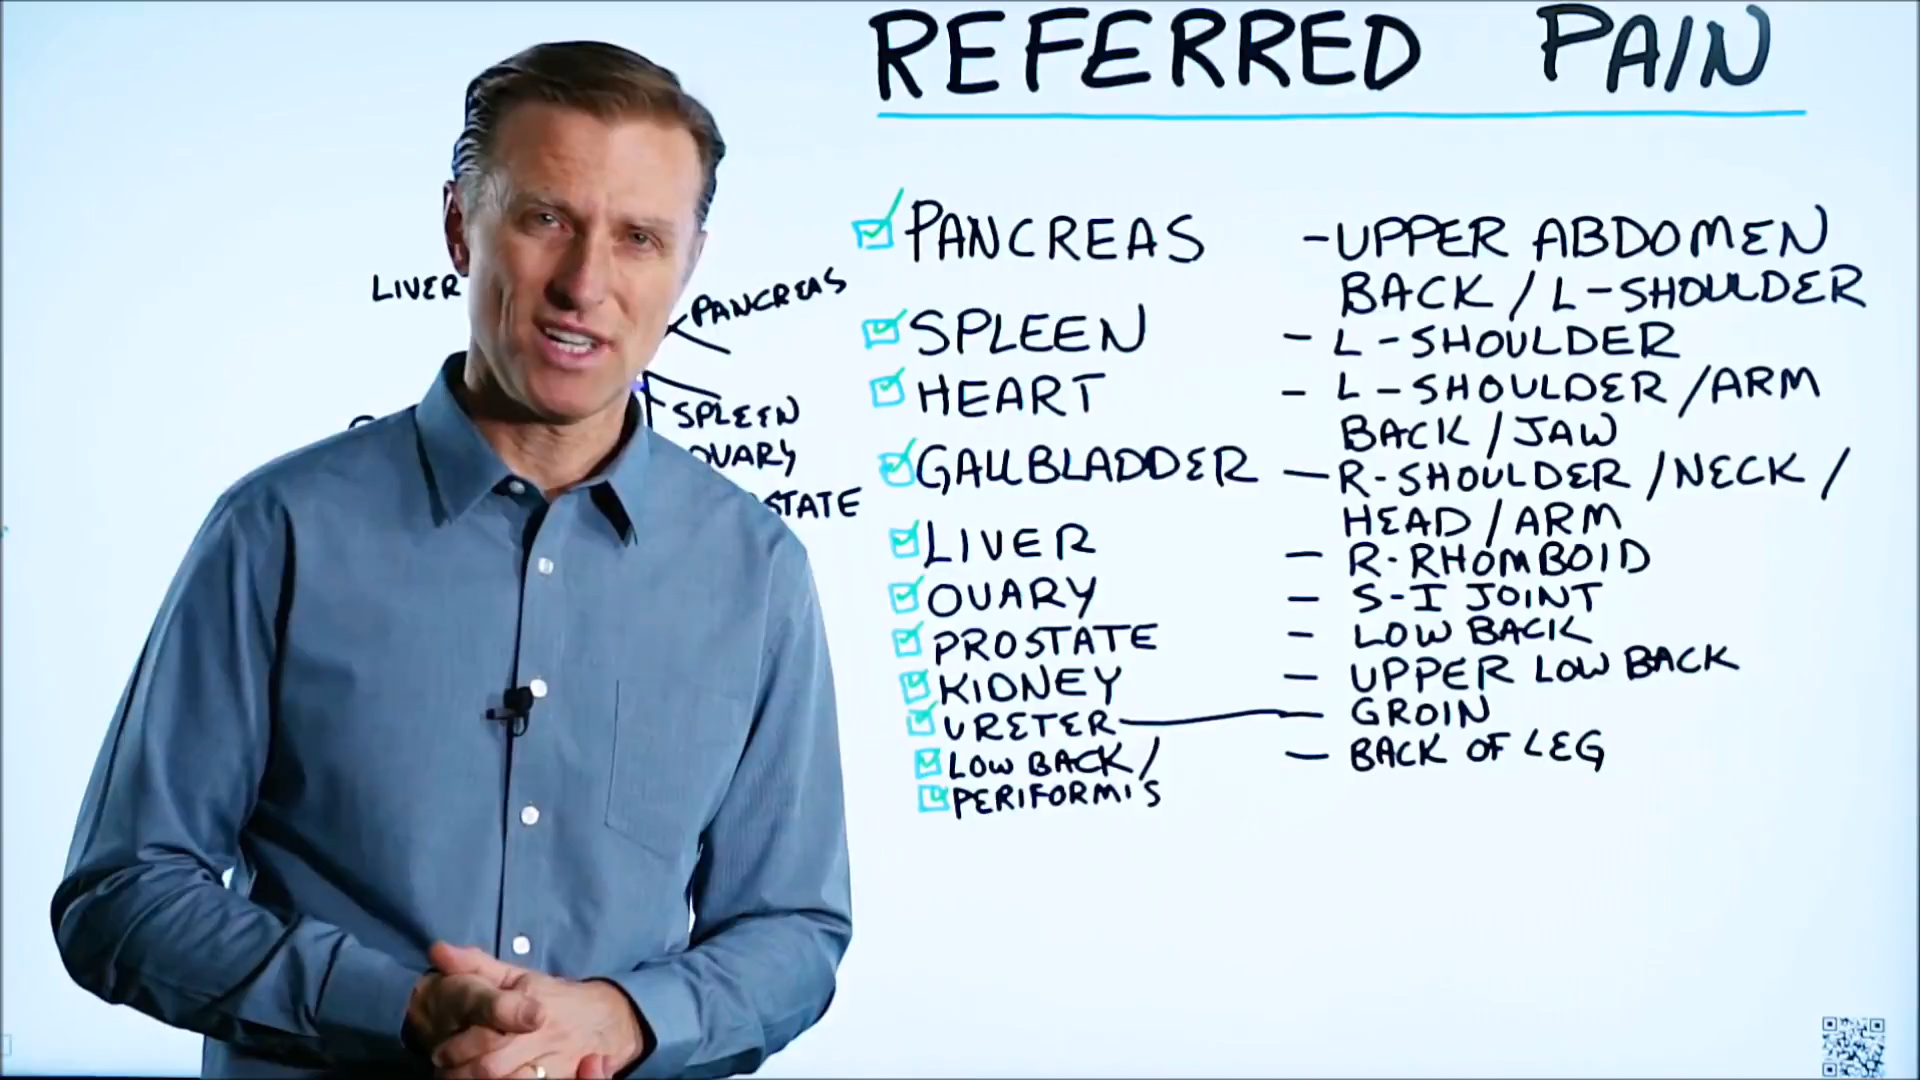 REFERRED PAIN
PANCREAS - UPPER ABDOMEN
BACK / L-SHOULDER
SPLEEN - L-SHOULDER
HEART - L-SHOULDER / ARM
BACK / JAW
GALLBLADDER - R-SHOULDER / NECK /
HEAD / ARM
LIVER - R-RHOMBOID
OVARY - S-I JOINT
PROSTATE - LOW BACK
KIDNEY - UPPER LOW BACK
URETER - GROIN
LOW BACK / - BACK OF LEG
PERIFORMIS
LIVER
PANCREAS
SPLEEN
OVARY
STATE